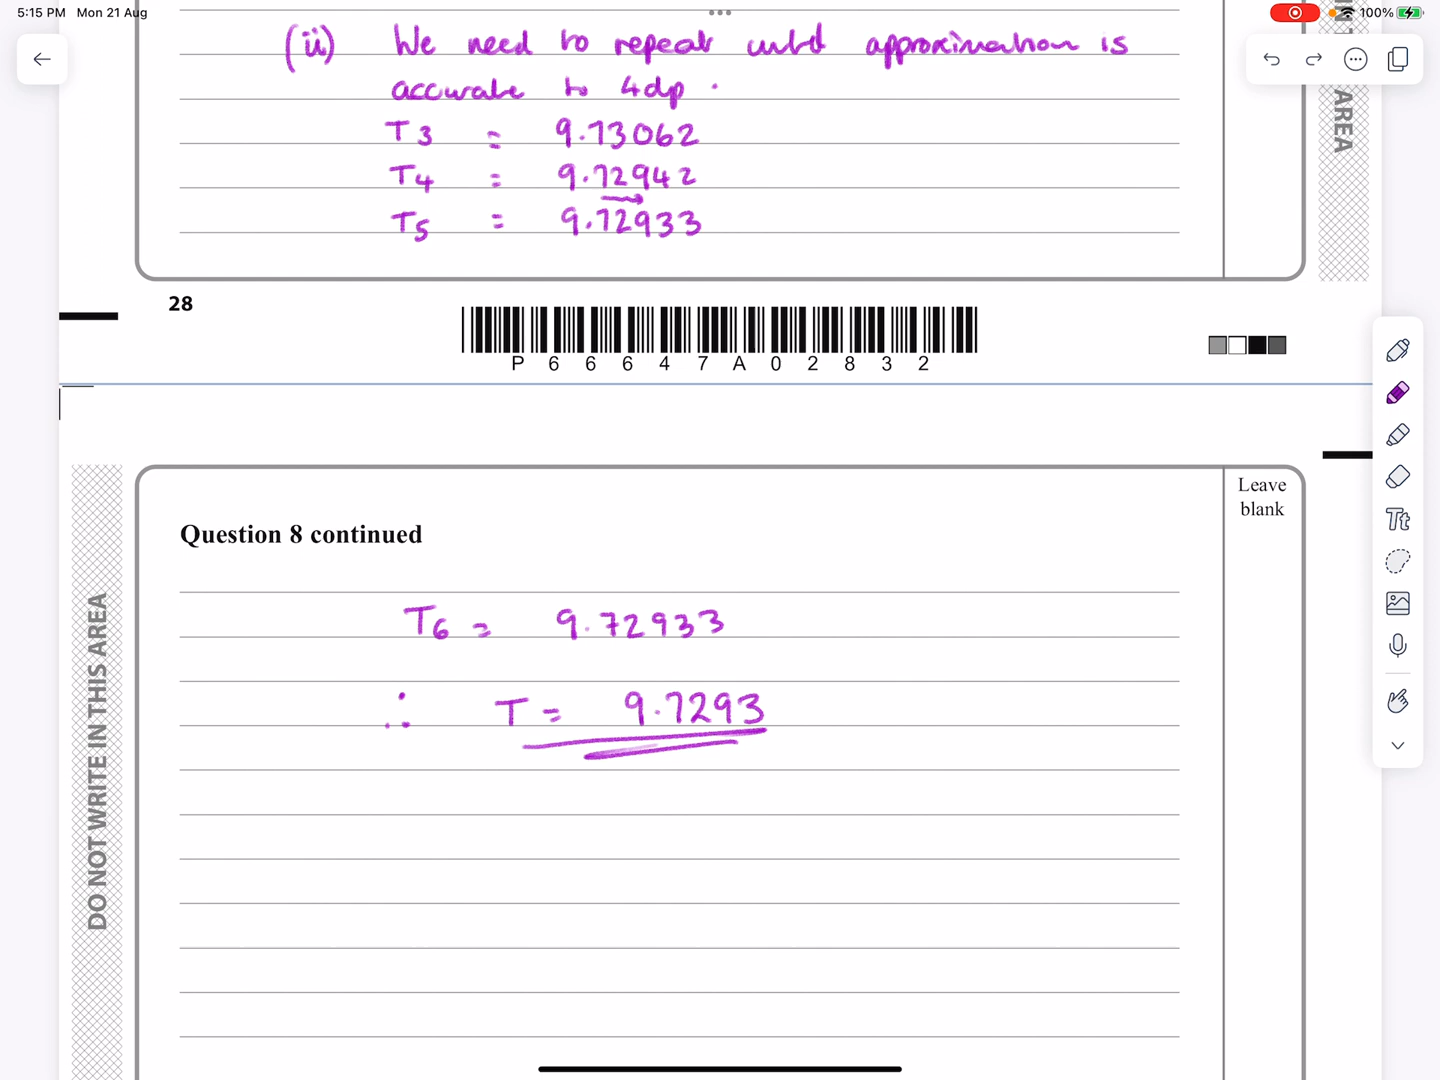 5:15 PM Mon 21 Aug
100%
(ii) We need to repeat until approximation is
accurate to 4dp.
T3 = 9.73062
T4 = 9.72942
T5 = 9.72933
AREA
28
P 6 6 6 4 7 A 0 2 8 3 2
Leave
blank
Question 8 continued
DO NOT WRITE IN THIS AREA
T6 = 9.72933
∴ T = 9.7293
Tt